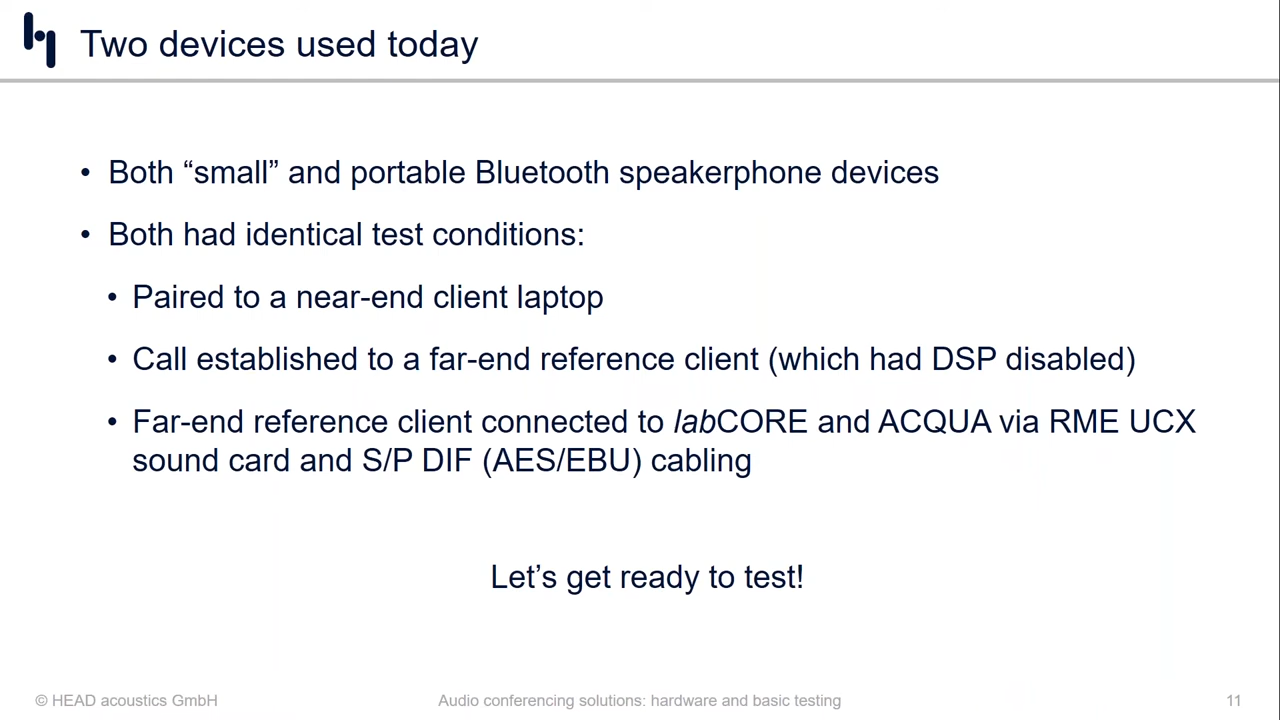 Two devices used today
• Both “small” and portable Bluetooth speakerphone devices
• Both had identical test conditions:
• Paired to a near-end client laptop
• Call established to a far-end reference client (which had DSP disabled)
• Far-end reference client connected to labCORE and ACQUA via RME UCX
sound card and S/P DIF (AES/EBU) cabling
Let’s get ready to test!
© HEAD acoustics GmbH
Audio conferencing solutions: hardware and basic testing
11